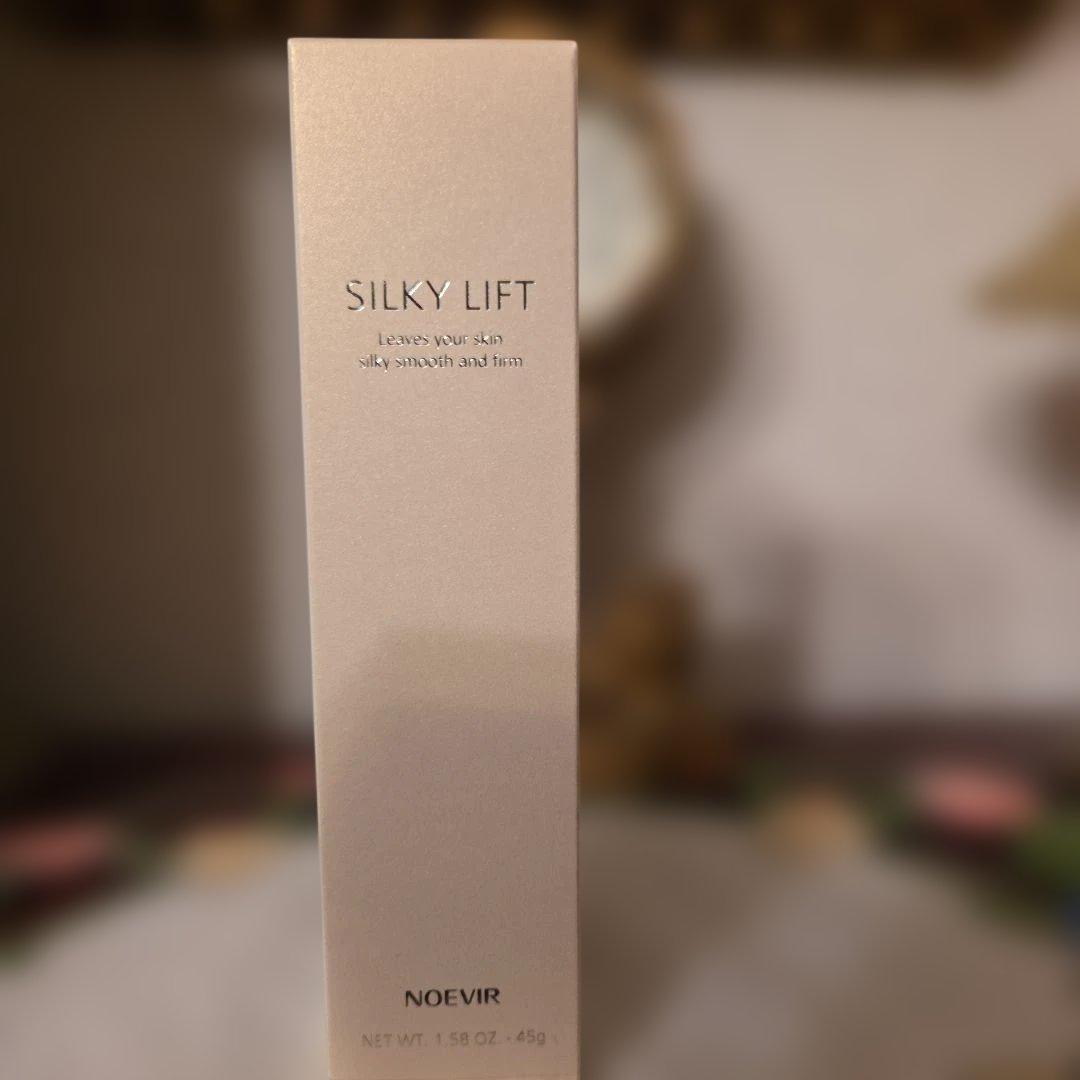 SILKY LIFT
Leaves your skin
silky smooth and firm
NOEVIR
NET WT. 1.58 OZ. • 45g